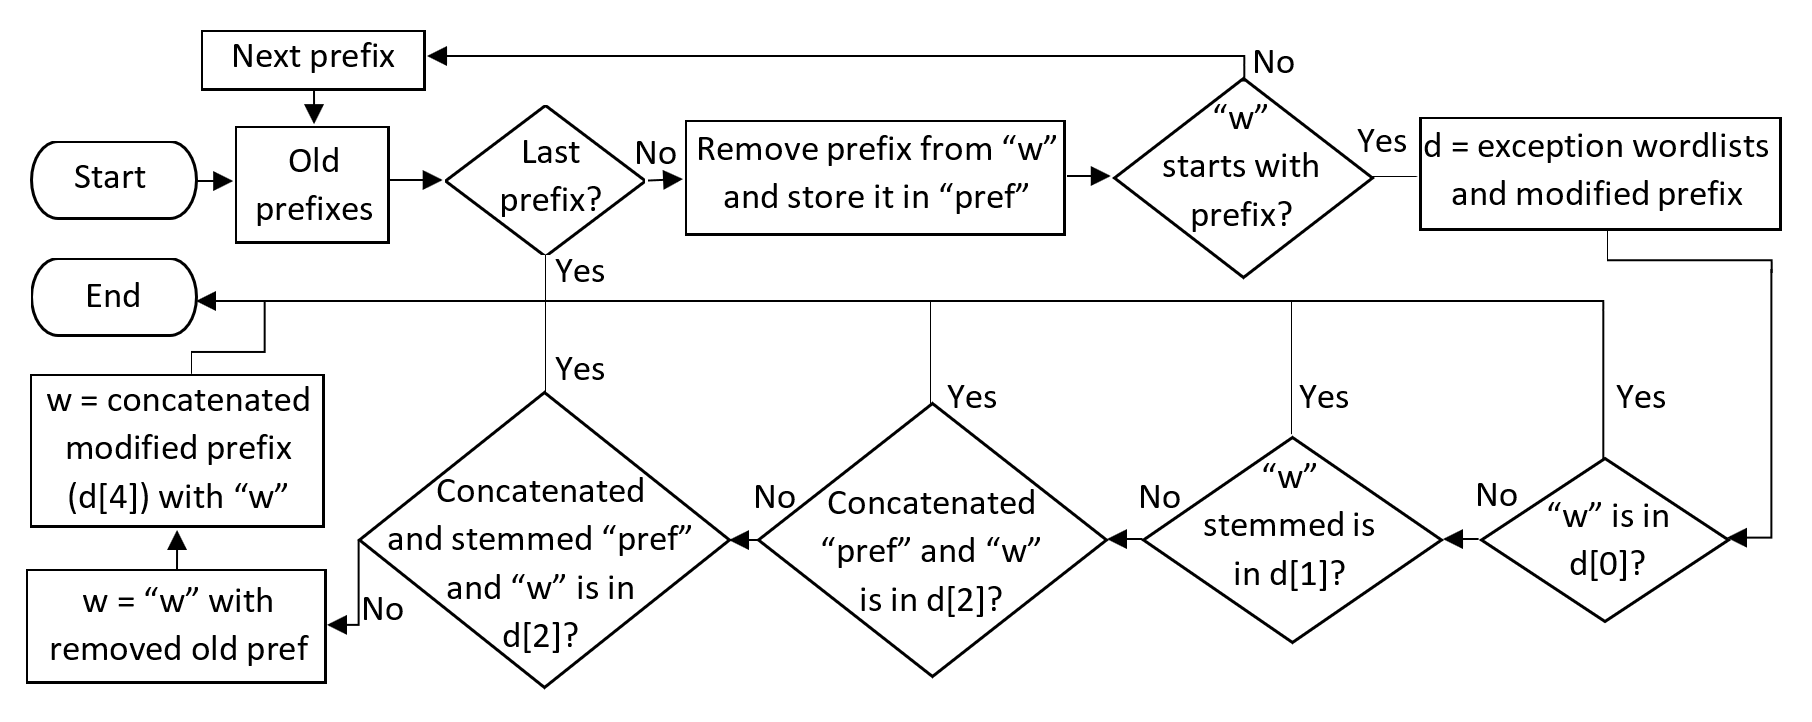 Next prefix
No
Start
Old
prefixes
Last
prefix?
No
Remove prefix from “w”
and store it in “pref”
“w”
starts with
prefix?
Yes
d = exception wordlists
and modified prefix
Yes
End
Yes
Yes
Yes
Yes
w = concatenated
modified prefix
(d[4]) with “w”
w = “w” with
removed old pref
No
Concatenated
and stemmed “pref”
and “w” is in
d[2]?
No
Concatenated
“pref” and “w”
is in d[2]?
No
“w”
stemmed is
in d[1]?
No
“w” is in
d[0]?